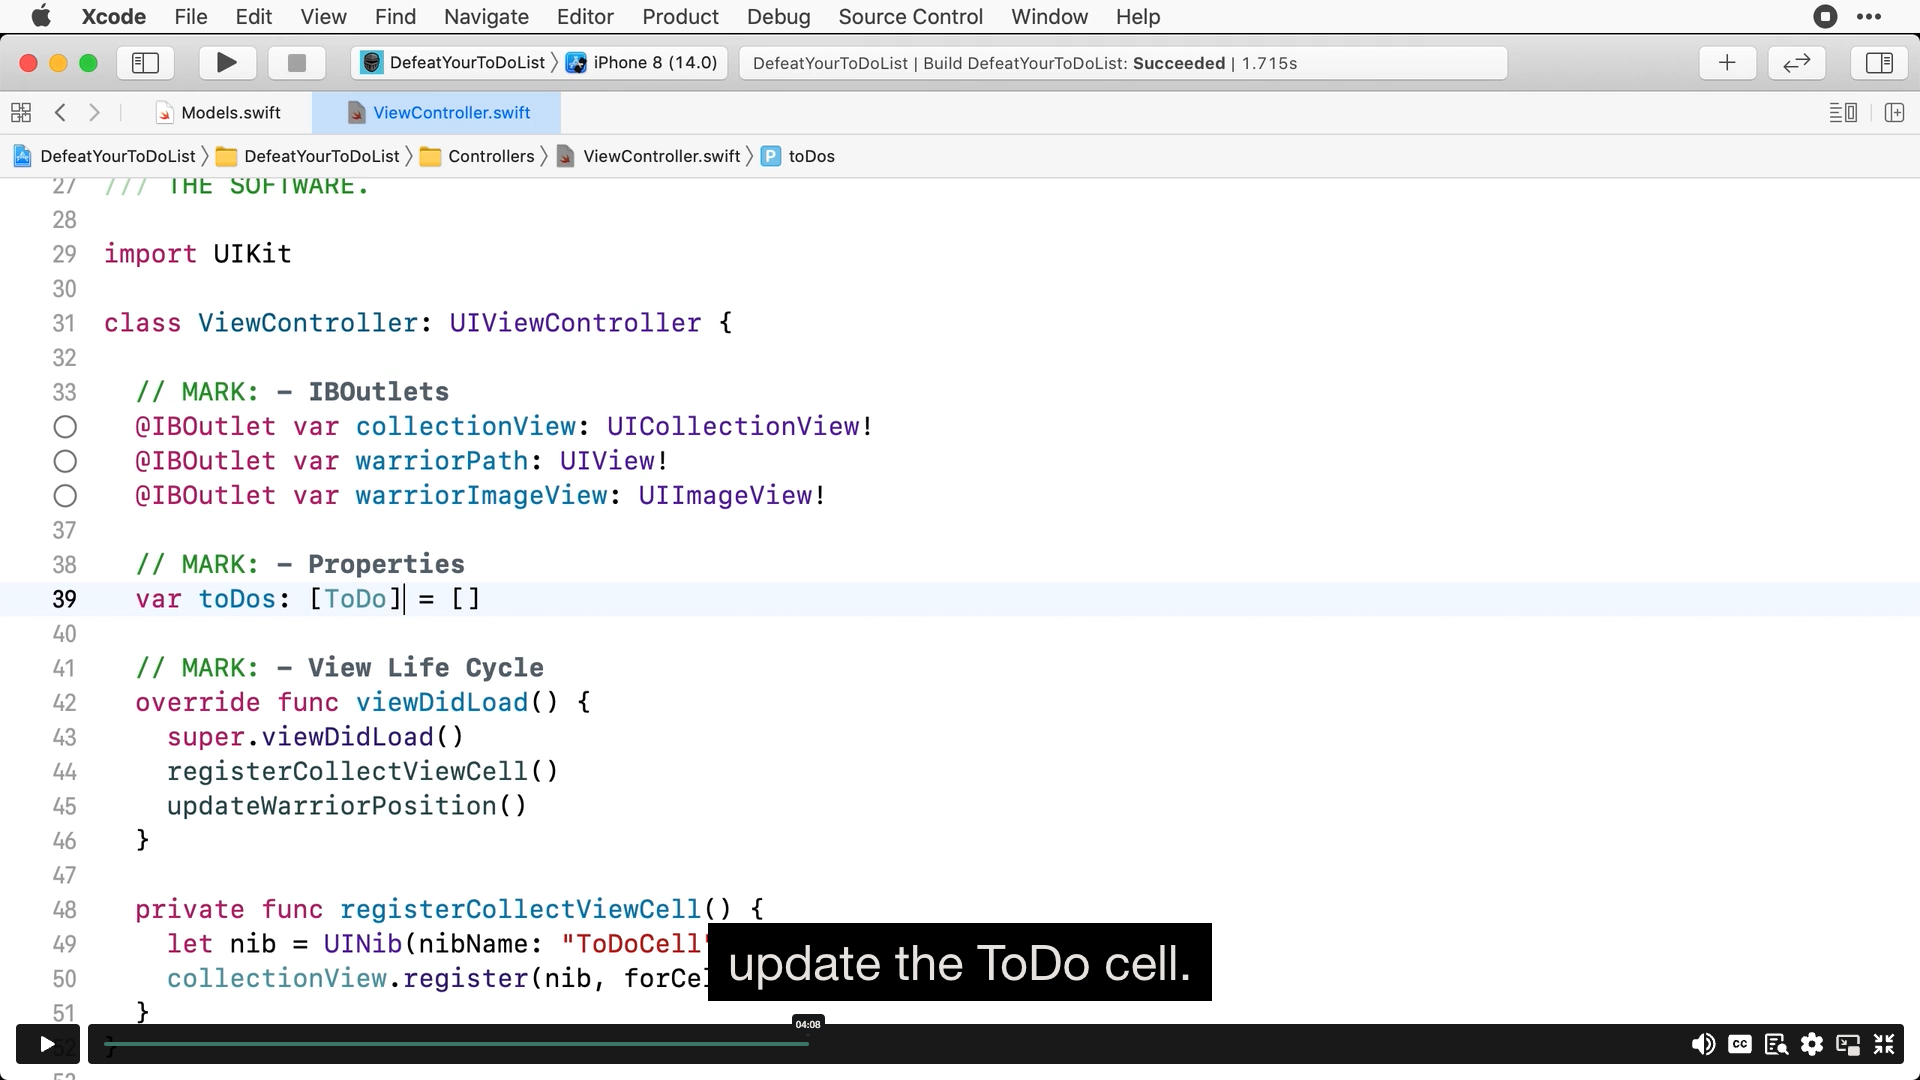 Xcode File Edit View Find Navigate Editor Product Debug Source Control Window Help
DefeatYourToDoList iPhone 8 (14.0) DefeatYourToDoList | Build DefeatYourToDoList: Succeeded | 1.715s
Models.swift ViewController.swift
DefeatYourToDoList DefeatYourToDoList Controllers ViewController.swift P toDos
27 /// THE SOFTWARE.
28
29 import UIKit
30
31 class ViewController: UIViewController {
32
33 // MARK: - IBOutlets
@IBOutlet var collectionView: UICollectionView!
@IBOutlet var warriorPath: UIView!
@IBOutlet var warriorImageView: UIImageView!
37
38 // MARK: - Properties
39 var toDos: [ToDo] = []
40
41 // MARK: - View Life Cycle
42 override func viewDidLoad() {
43 super.viewDidLoad()
44 registerCollectViewCell()
45 updateWarriorPosition()
46 }
47
48 private func registerCollectViewCell() {
49 let nib = UINib(nibName: "ToDoCell"
50 collectionView.register(nib, forCel
update the ToDo cell.
51 }
04:08
52 }
CC